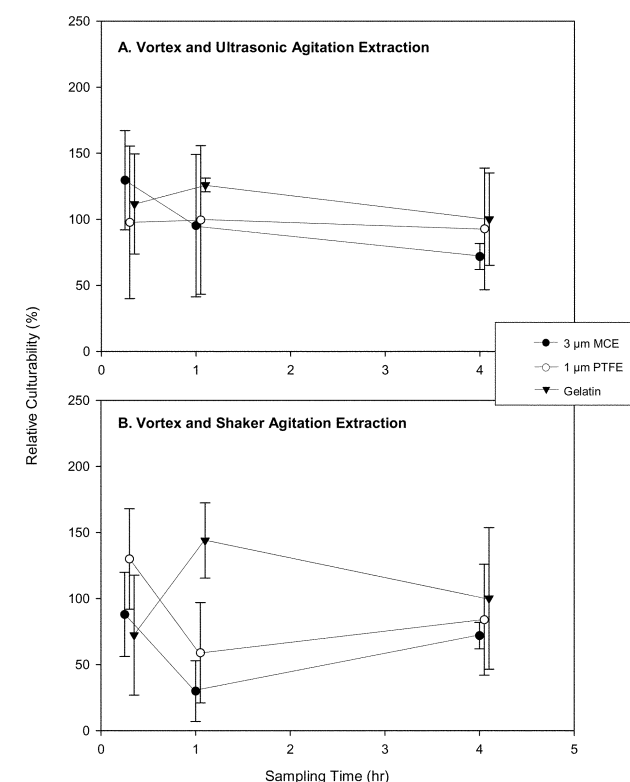 250
A. Vortex and Ultrasonic Agitation Extraction
200
150
100
50
0
0 1 2 3 4
3 μm MCE
1 μm PTFE
Gelatin
Relative Culturability (%)
250
B. Vortex and Shaker Agitation Extraction
200
150
100
50
0
0 1 2 3 4 5
Sampling Time (hr)